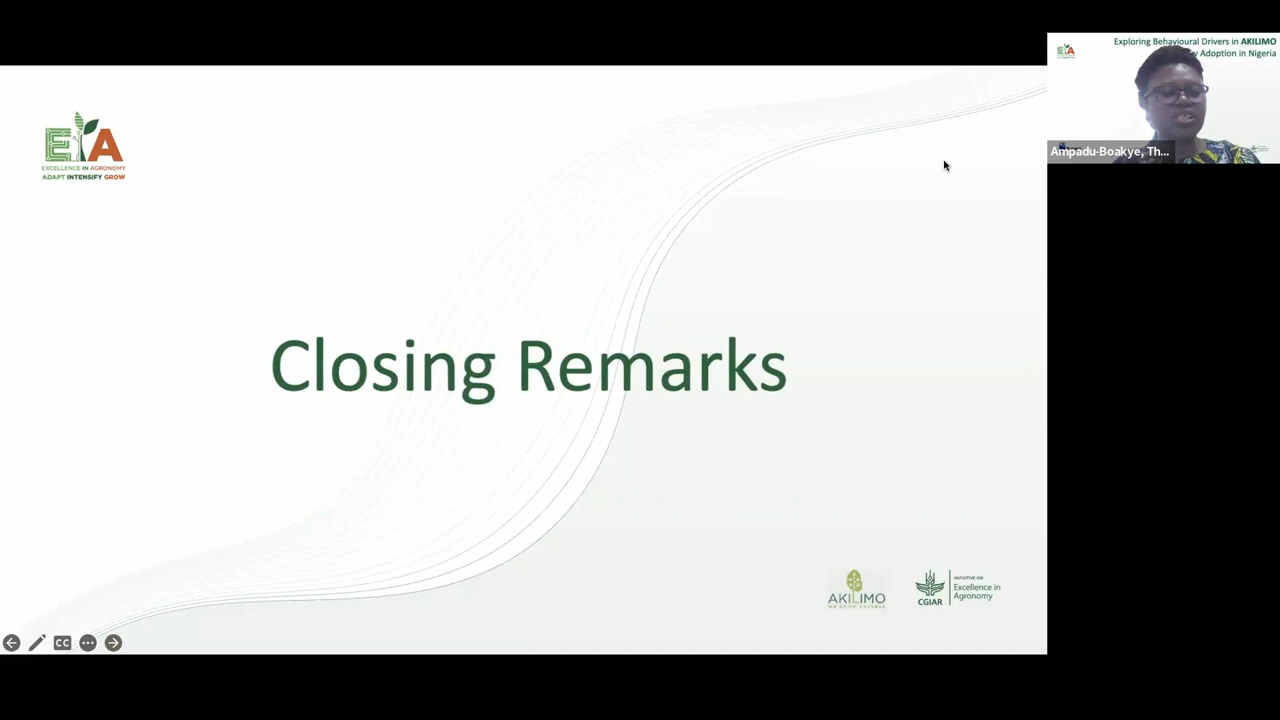 EiA
EXCELLENCE IN AGRONOMY
ADAPT INTENSIFY GROW
Exploring Behavioural Drivers in AKILIMO
Adoption in Nigeria
Ampadu-Boakye, Th...
Closing Remarks
AKILIMO
CGIAR
INITIATIVE ON
Excellence in
Agronomy
CC